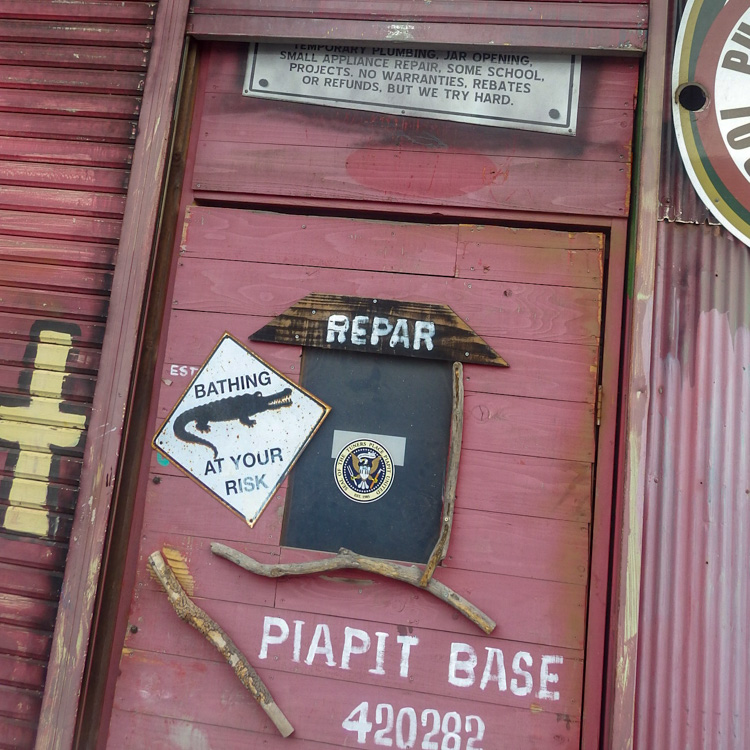 TEMPORARY PLUMBING, JAR OPENING,
SMALL APPLIANCE REPAIR, SOME SCHOOL,
PROJECTS. NO WARRANTIES, REBATES
OR REFUNDS, BUT WE TRY HARD.
REPAR
EST
BATHING
AT YOUR
RISK
PIAPIT BASE
420282